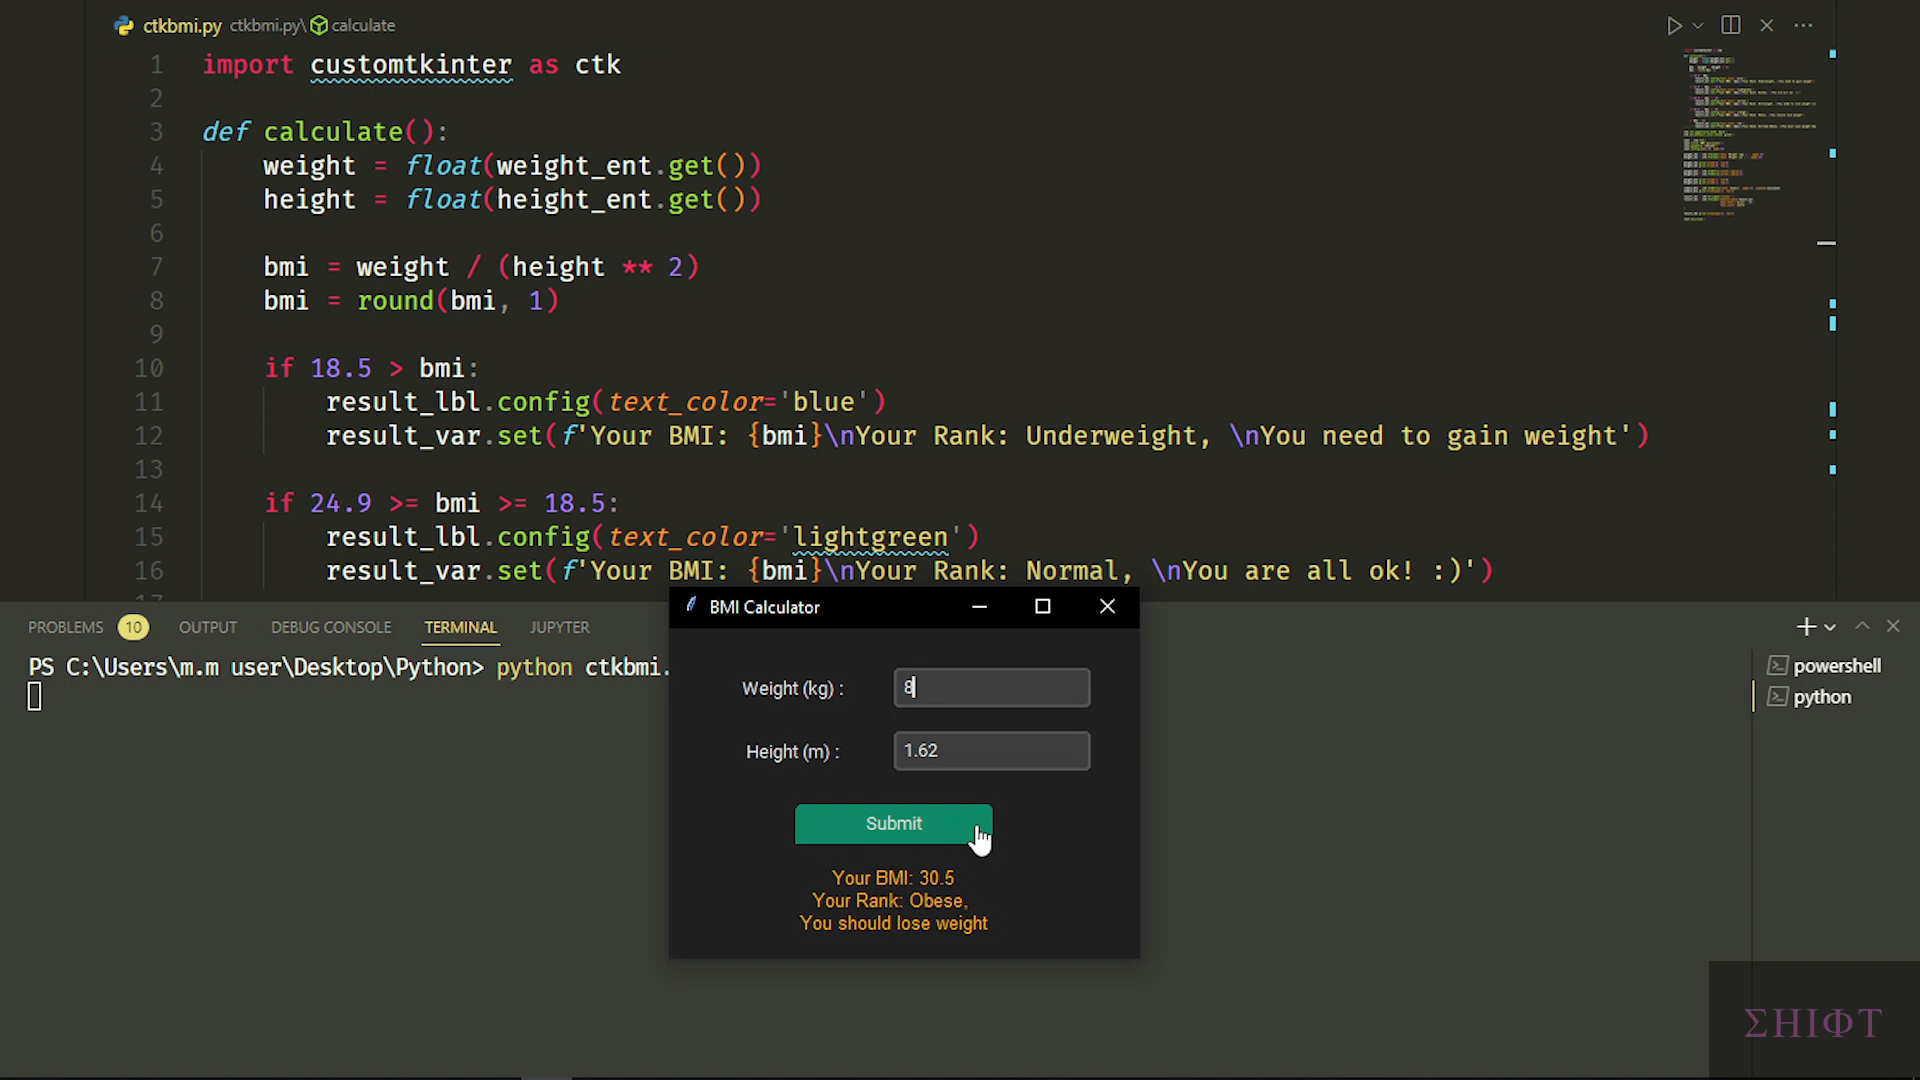 ctkbmi.py ctkbmi.py\ calculate
1 import customtkinter as ctk
2
3 def calculate():
4 weight = float(weight_ent.get())
5 height = float(height_ent.get())
6
7 bmi = weight / (height ** 2)
8 bmi = round(bmi, 1)
9
10 if 18.5 > bmi:
11 result_lbl.config(text_color='blue')
12 result_var.set(f'Your BMI: {bmi}\nYour Rank: Underweight, \nYou need to gain weight')
13
14 if 24.9 >= bmi >= 18.5:
15 result_lbl.config(text_color='lightgreen')
16 result_var.set(f'Your BMI: {bmi}\nYour Rank: Normal, \nYou are all ok! :)')
PROBLEMS 10 OUTPUT DEBUG CONSOLE TERMINAL JUPYTER
PS C:\Users\m.m user\Desktop\Python> python ctkbmi.
powershell
python
BMI Calculator
Weight (kg) : 8
Height (m) : 1.62
Submit
Your BMI: 30.5
Your Rank: Obese,
You should lose weight
ΣHIΦT